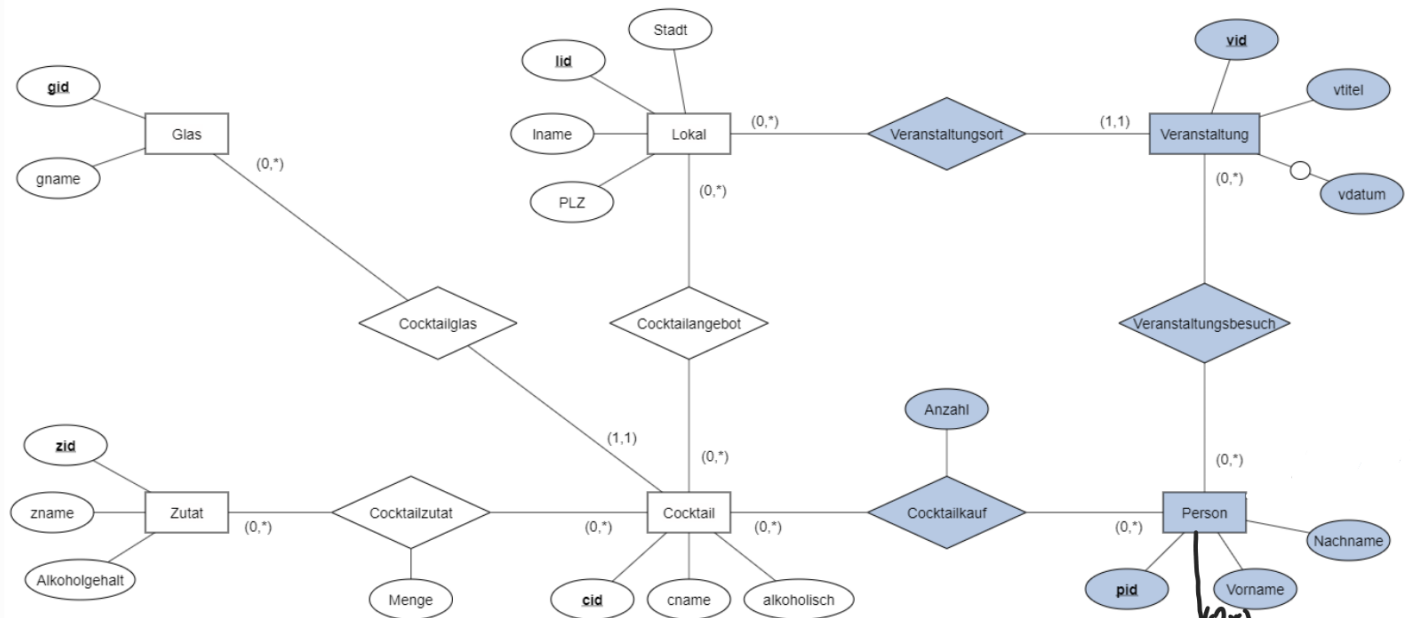 Stadt
vid
lid
gid
vtitel
Glas
lname
Lokal
(0,*)
Veranstaltungsort
(1,1)
Veranstaltung
(0,*)
gname
PLZ
(0,*)
(0,*)
vdatum
Cocktailglas
Cocktailangebot
Veranstaltungsbesuch
Anzahl
zid
(1,1)
(0,*)
(0,*)
zname
Zutat
(0,*)
Cocktailzutat
(0,*)
Cocktail
(0,*)
Cocktailkauf
(0,*)
Person
Nachname
Alkoholgehalt
Menge
cid
cname
alkoholisch
pid
Vorname